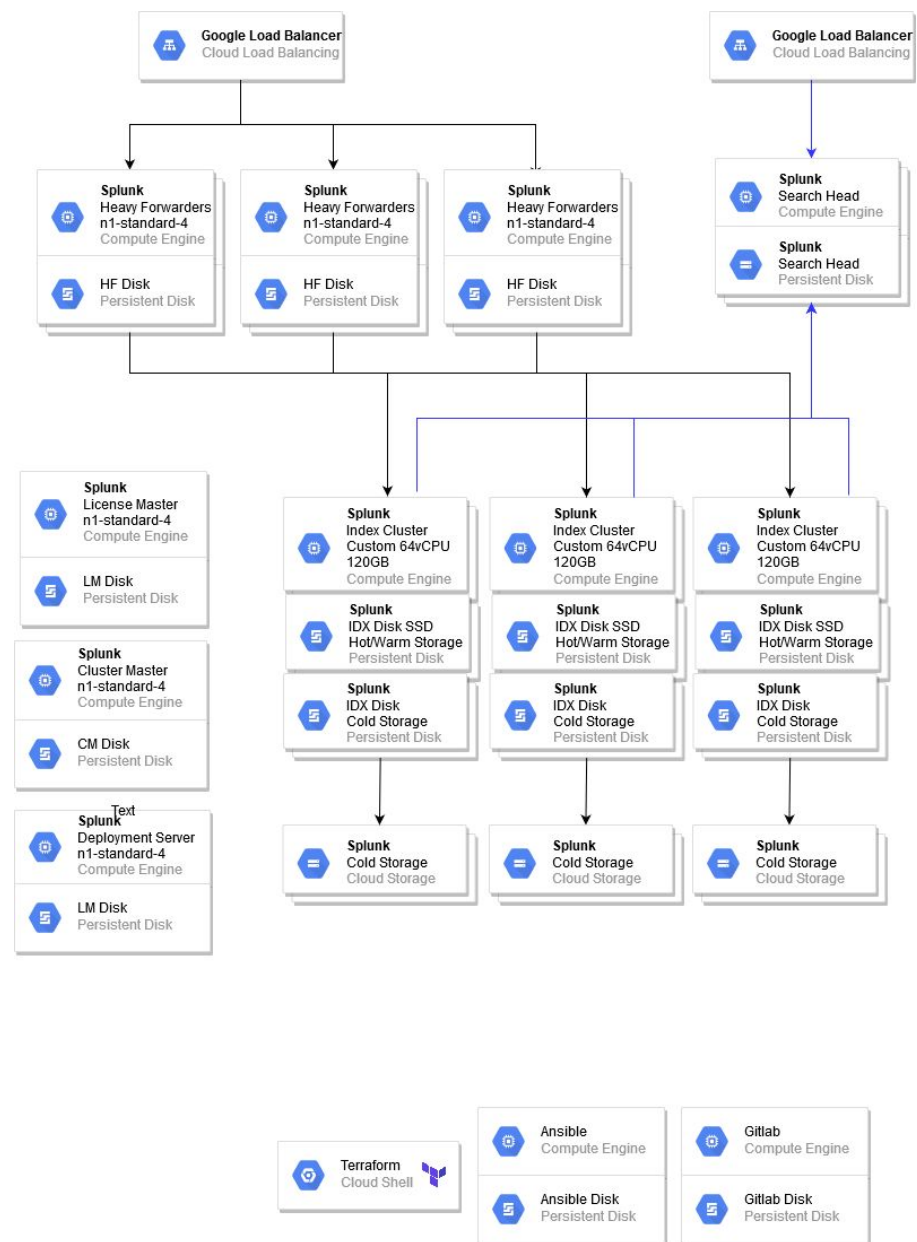 Google Load Balancer
Cloud Load Balancing
Google Load Balancer
Cloud Load Balancing
Splunk
Heavy Forwarders
n1-standard-4
Compute Engine
HF Disk
Persistent Disk
Splunk
Heavy Forwarders
n1-standard-4
Compute Engine
HF Disk
Persistent Disk
Splunk
Heavy Forwarders
n1-standard-4
Compute Engine
HF Disk
Persistent Disk
Splunk
Search Head
Compute Engine
Splunk
Search Head
Persistent Disk
Splunk
License Master
n1-standard-4
Compute Engine
LM Disk
Persistent Disk
Splunk
Cluster Master
n1-standard-4
Compute Engine
CM Disk
Persistent Disk
Text
Splunk
Deployment Server
n1-standard-4
Compute Engine
LM Disk
Persistent Disk
Splunk
Index Cluster
Custom 64vCPU
120GB
Compute Engine
Splunk
IDX Disk SSD
Hot/Warm Storage
Persistent Disk
Splunk
IDX Disk
Cold Storage
Persistent Disk
Splunk
Cold Storage
Cloud Storage
Splunk
Index Cluster
Custom 64vCPU
120GB
Compute Engine
Splunk
IDX Disk SSD
Hot/Warm Storage
Persistent Disk
Splunk
IDX Disk
Cold Storage
Persistent Disk
Splunk
Cold Storage
Cloud Storage
Splunk
Index Cluster
Custom 64vCPU
120GB
Compute Engine
Splunk
IDX Disk SSD
Hot/Warm Storage
Persistent Disk
Splunk
IDX Disk
Cold Storage
Persistent Disk
Splunk
Cold Storage
Cloud Storage
Terraform
Cloud Shell
Ansible
Compute Engine
Ansible Disk
Persistent Disk
Gitlab
Compute Engine
Gitlab Disk
Persistent Disk